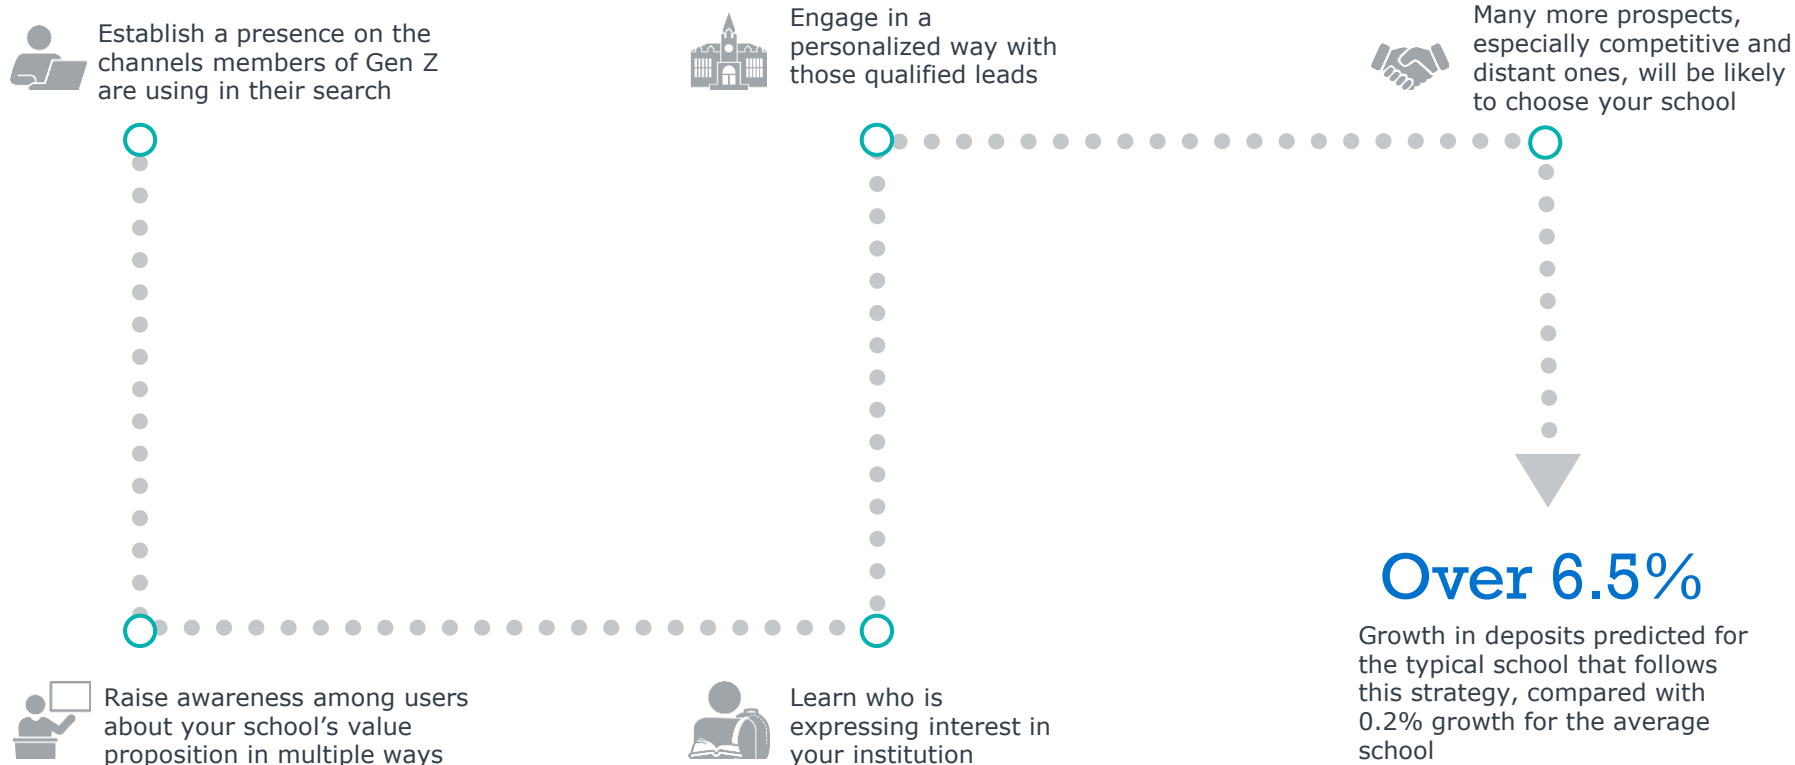 Establish a presence on the
channels members of Gen Z
are using in their search
Raise awareness among users
about your school’s value
proposition in multiple ways
Learn who is
expressing interest in
your institution
Engage in a
personalized way with
those qualified leads
Many more prospects,
especially competitive and
distant ones, will be likely
to choose your school
Over 6.5%
Growth in deposits predicted for
the typical school that follows
this strategy, compared with
0.2% growth for the average
school